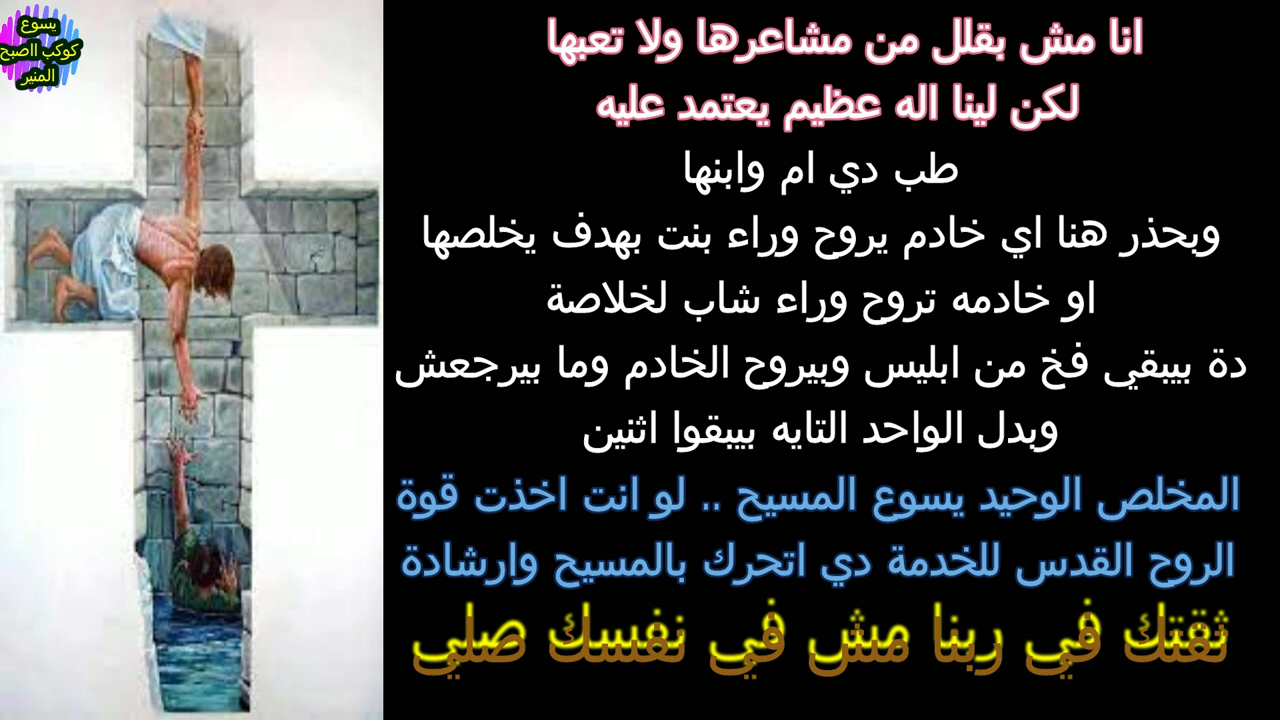 يسوع
كوكب ااصبح
المنير
انا مش بقلل من مشاعرها ولا تعبها
لكن لينا اله عظيم يعتمد عليه
طب دي ام وابنها
وبحذر هنا اي خادم يروح وراء بنت بهدف يخلصها
او خادمه تروح وراء شاب لخلاصة
دة بيبقي فخ من ابليس وبيروح الخادم وما بيرجعش
وبدل الواحد التايه بيبقوا اثنين
المخلص الوحيد يسوع المسيح .. لو انت اخذت قوة
الروح القدس للخدمة دي اتحرك بالمسيح وارشادة
ثقتك في ربنا مش في نفسك صلي